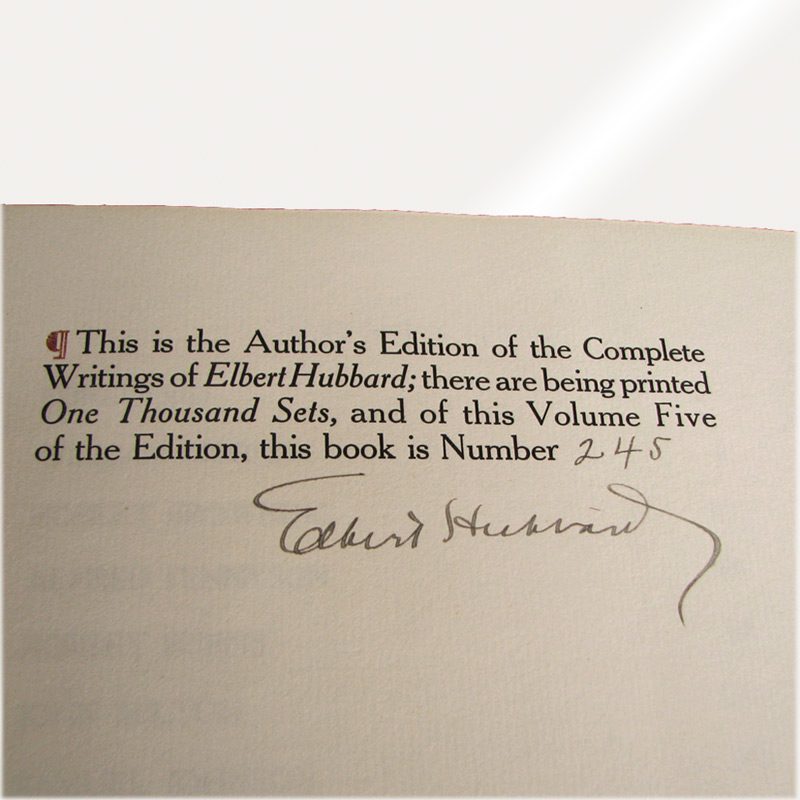 ¶ This is the Author's Edition of the Complete
Writings of Elbert Hubbard; there are being printed
One Thousand Sets, and of this Volume Five
of the Edition, this book is Number 245
Elbert Hubbard